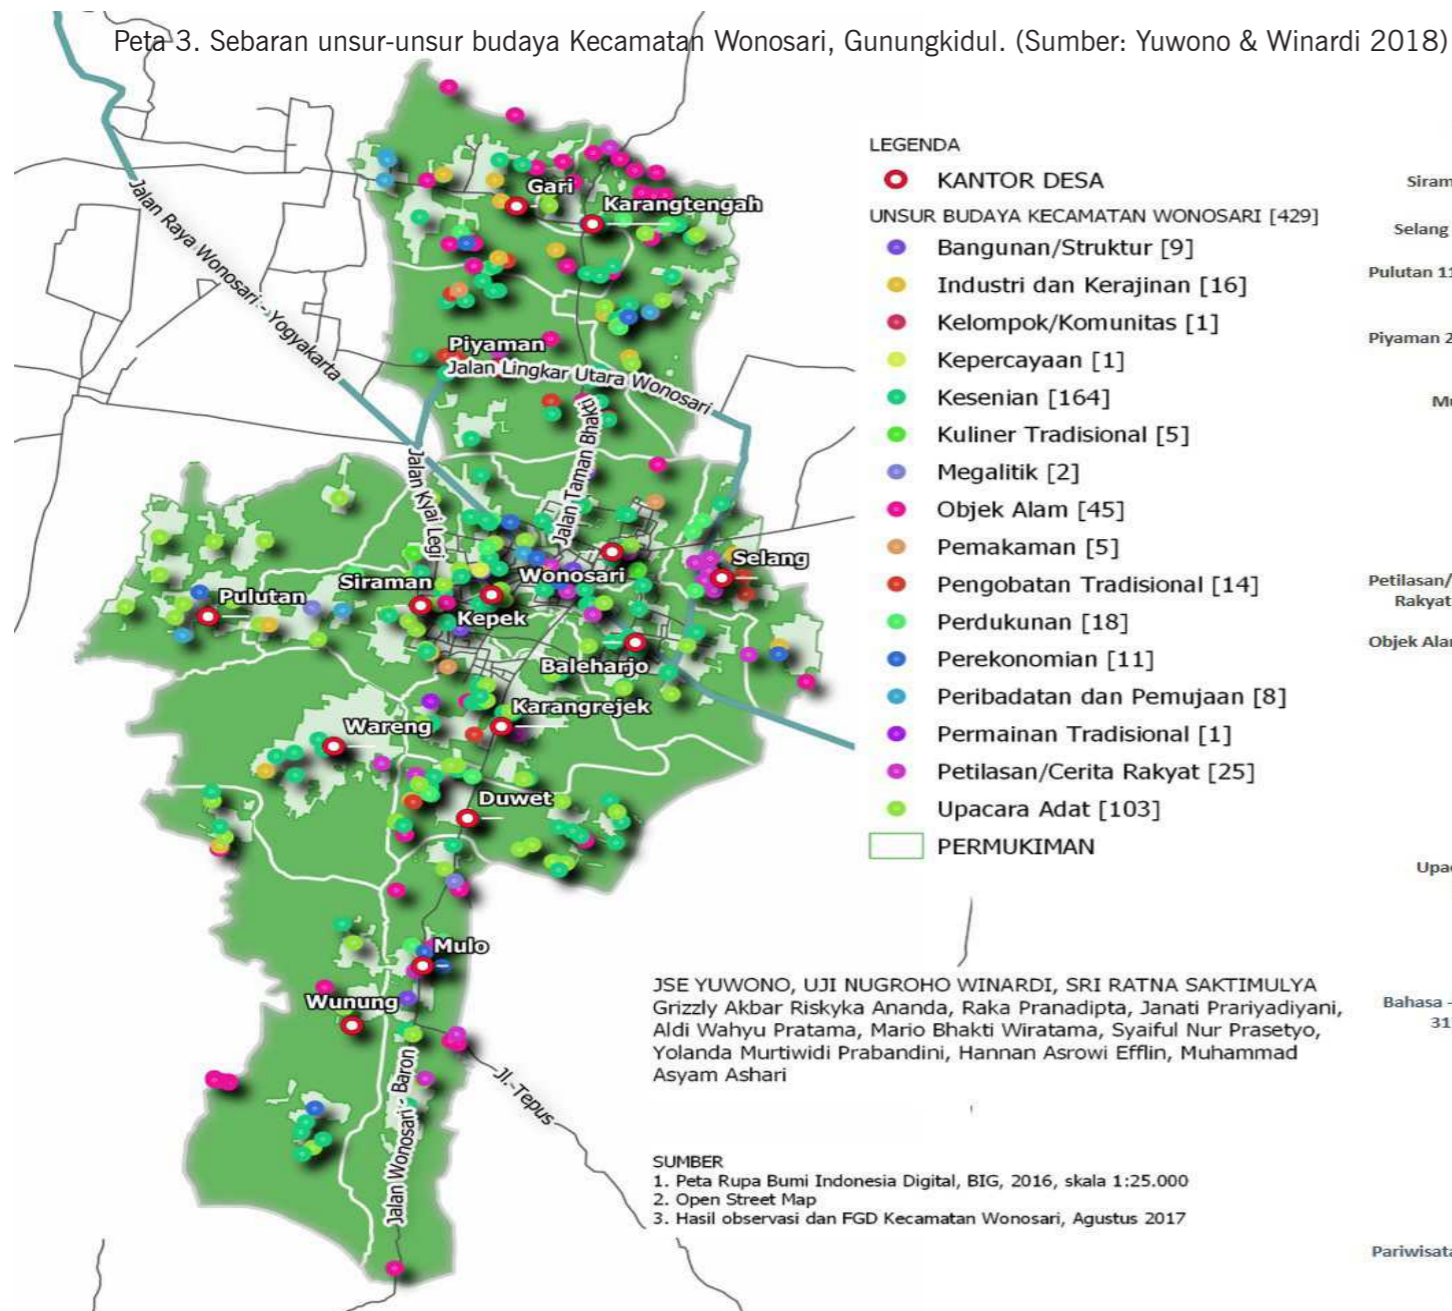 Peta 3. Sebaran unsur-unsur budaya Kecamatan Wonosari, Gunungkidul. (Sumber: Yuwono & Winardi 2018)
Jalan Raya Wonosari - Yogyakarta
Gari
Karangtengah
Piyaman
Jalan Lingkar Utara Wonosari
Jalan Taman Bhakti
Jalan Kyai Legi
Selang
Siraman
Wonosari
Pulutan
Kepek
Baleharjo
Karangrejek
Wareng
Duwet
Mulo
Wunung
Jalan Wonosari - Baron
Jl. Tepus
LEGENDA
KANTOR DESA
UNSUR BUDAYA KECAMATAN WONOSARI [429]
Bangunan/Struktur [9]
Industri dan Kerajinan [16]
Kelompok/Komunitas [1]
Kepercayaan [1]
Kesenian [164]
Kuliner Tradisional [5]
Megalitik [2]
Objek Alam [45]
Pemakaman [5]
Pengobatan Tradisional [14]
Perdukunan [18]
Perekonomian [11]
Peribadatan dan Pemujaan [8]
Permainan Tradisional [1]
Petilasan/Cerita Rakyat [25]
Upacara Adat [103]
PERMUKIMAN
JSE YUWONO, UJI NUGROHO WINARDI, SRI RATNA SAKTIMULYA
Grizzly Akbar Riskyka Ananda, Raka Pranadipta, Janati Prariyadiyani,
Aldi Wahyu Pratama, Mario Bhakti Wiratama, Syaiful Nur Prasetyo,
Yolanda Murtiwidi Prabandini, Hannan Asrowi Efflin, Muhammad
Asyam Ashari
SUMBER
1. Peta Rupa Bumi Indonesia Digital, BIG, 2016, skala 1:25.000
2. Open Street Map
3. Hasil observasi dan FGD Kecamatan Wonosari, Agustus 2017
Selang
Pulutan 11
Piyaman 2
Petilasan/
Rakyat
Bahasa -
31